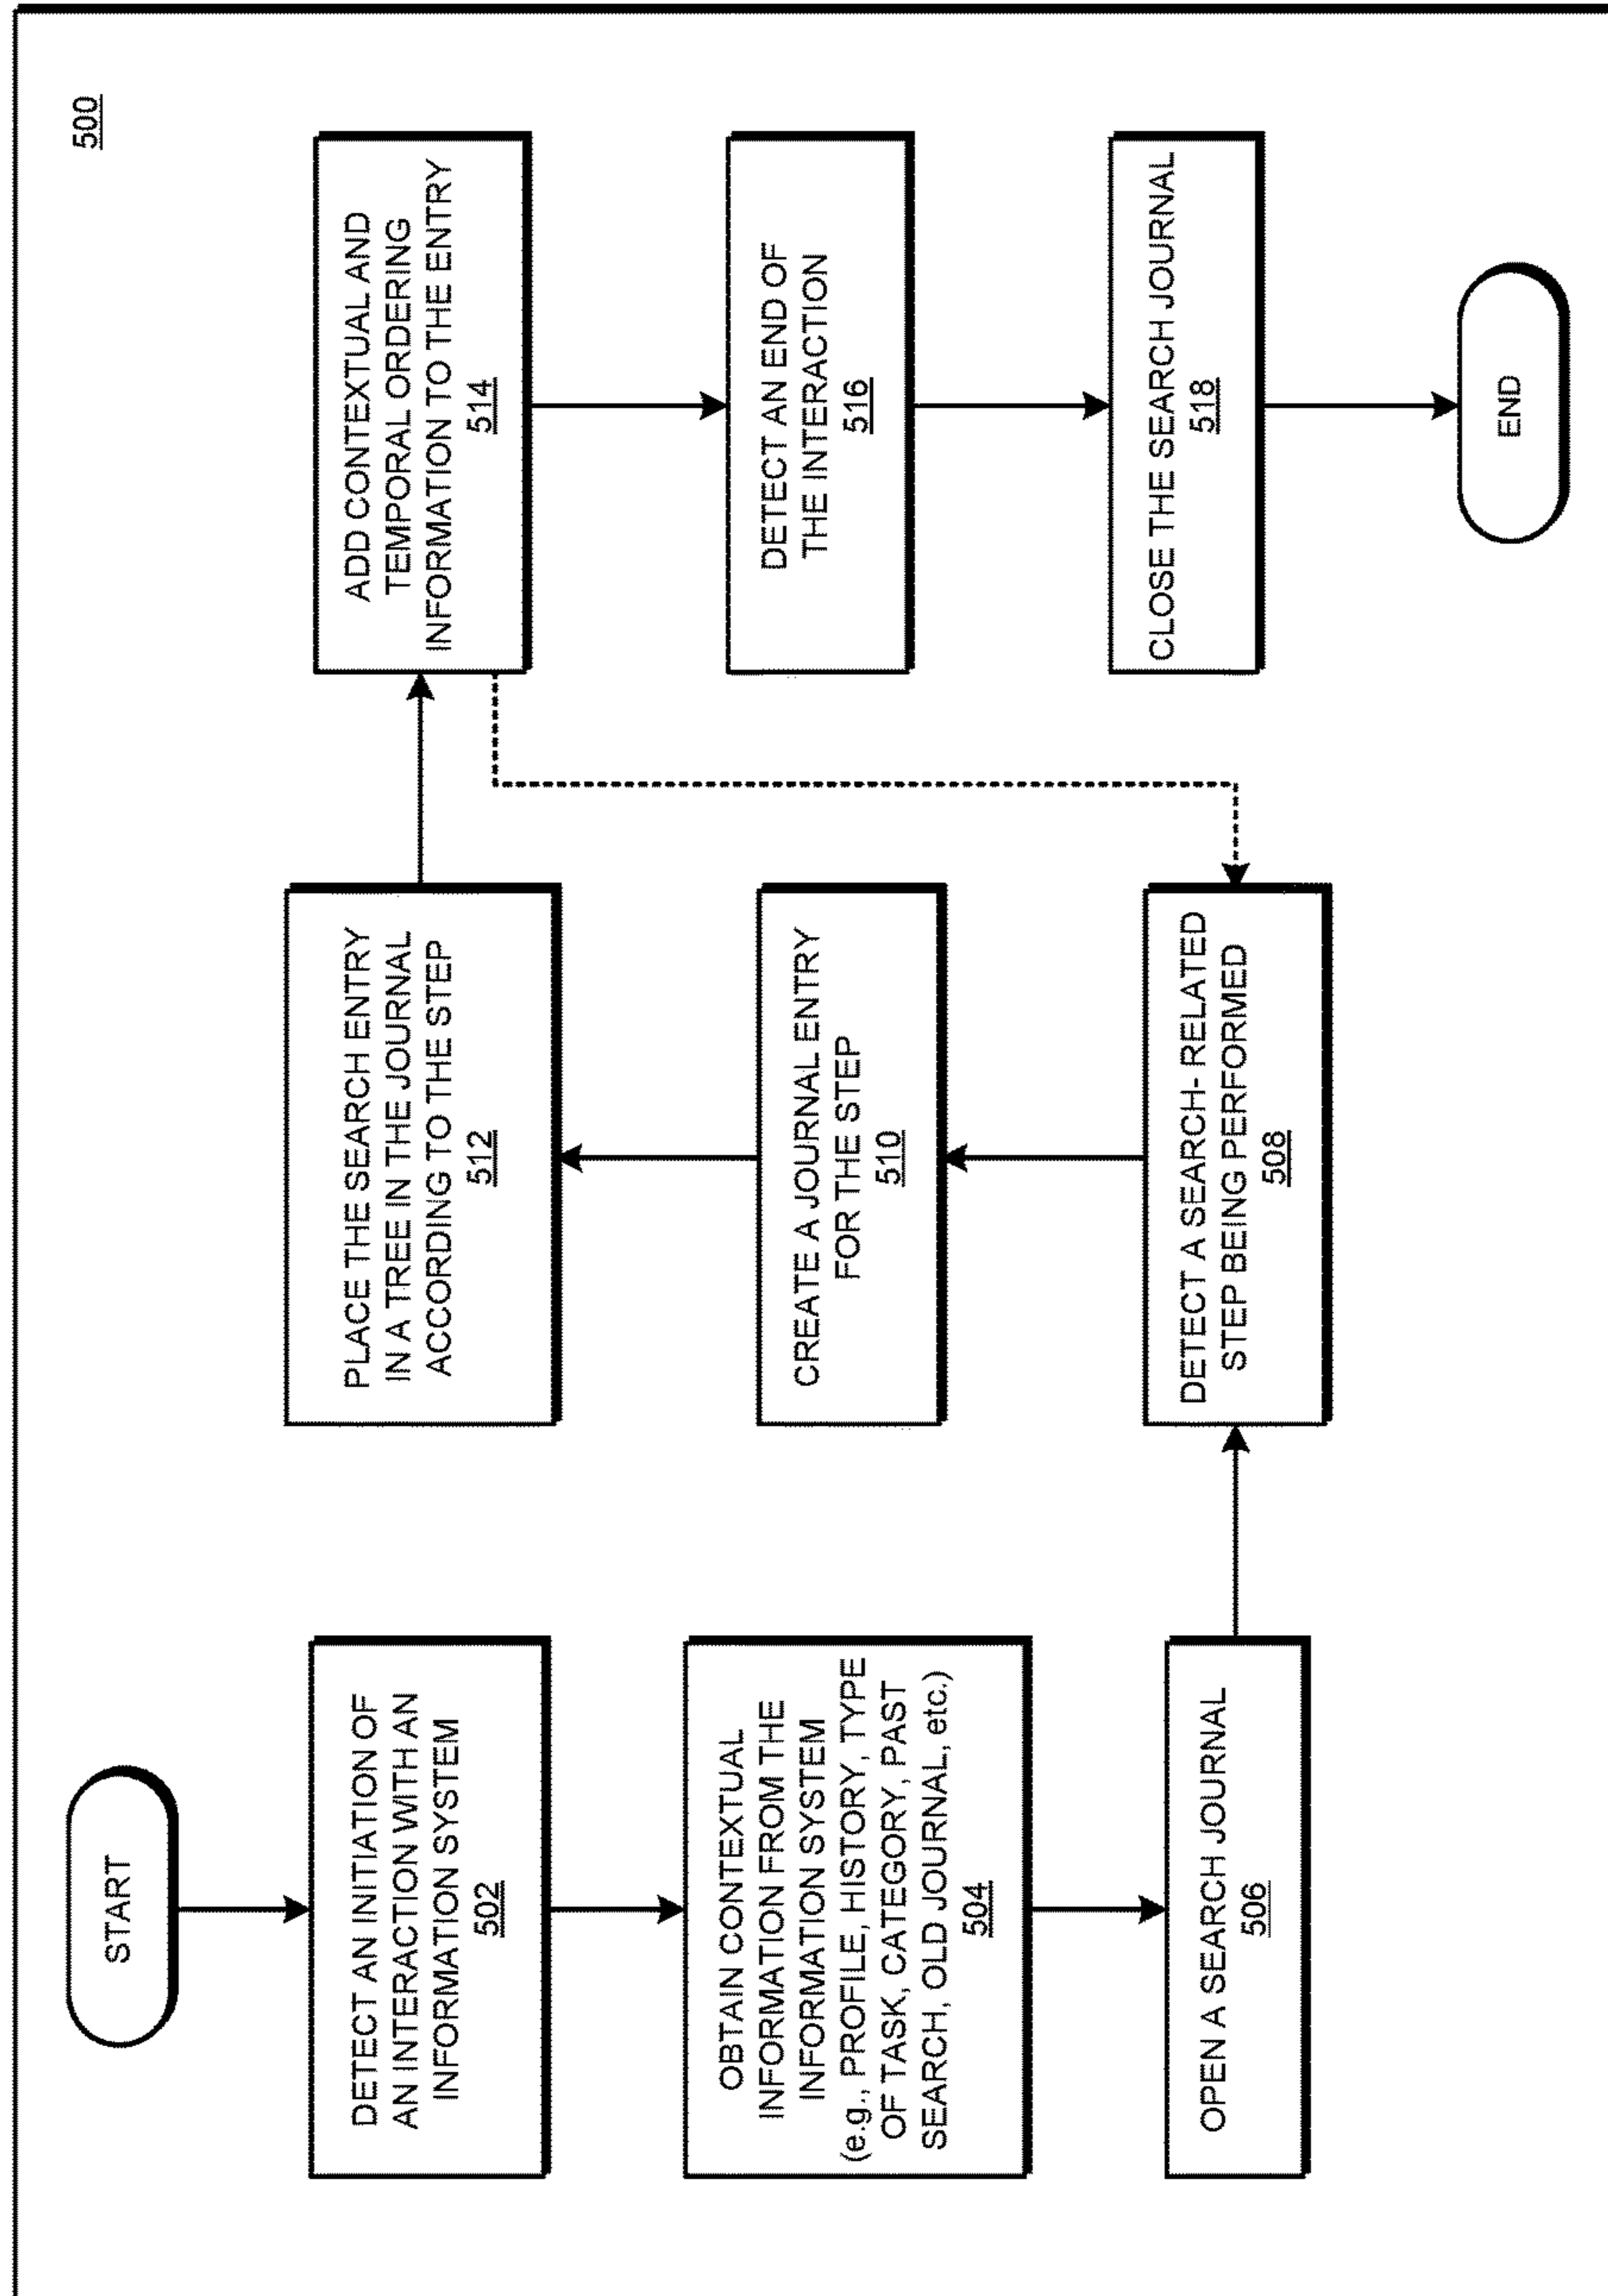 500
START
DETECT AN INITIATION OF
AN INTERACTION WITH AN
INFORMATION SYSTEM
502
OBTAIN CONTEXTUAL
INFORMATION FROM THE
INFORMATION SYSTEM
(e.g., PROFILE, HISTORY, TYPE
OF TASK, CATEGORY, PAST
SEARCH, OLD JOURNAL, etc.)
504
OPEN A SEARCH JOURNAL
506
DETECT A SEARCH- RELATED
STEP BEING PERFORMED
508
CREATE A JOURNAL ENTRY
FOR THE STEP
510
PLACE THE SEARCH ENTRY
IN A TREE IN THE JOURNAL
ACCORDING TO THE STEP
512
ADD CONTEXTUAL AND
TEMPORAL ORDERING
INFORMATION TO THE ENTRY
514
DETECT AN END OF
THE INTERACTION
516
CLOSE THE SEARCH JOURNAL
518
END